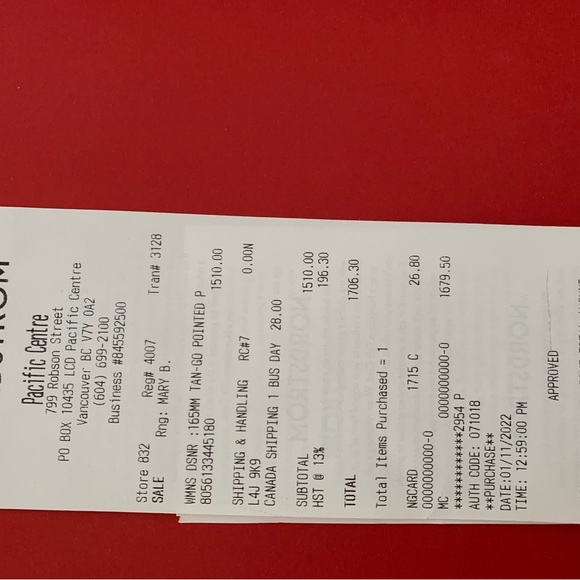 Pacific Centre
799 Robson Street
PO BOX 10435 LCD Pacific Centre
Vancouver BC V7Y 0A2
(604) 699-2100
Business #845592500
Store 832 Reg# 4007 Tran# 3128
SALE Rng: MARY B.
WMNS DSNR :165MM TAN-GO POINTED P
8056133445180 1510.00
SHIPPING & HANDLING RC#7 0.00N
L4J 9K9
CANADA SHIPPING 1 BUS DAY 28.00
SUBTOTAL 1510.00
HST @ 13% 196.30
TOTAL 1706.30
Total Items Purchased = 1
NGCARD 1715 C 26.80
0000000000-0
MC 0000000000-0 1679.50
************2954 P
AUTH CODE: 071018
**PURCHASE**
DATE:01/11/2022
TIME: 12:59:00 PM
APPROVED